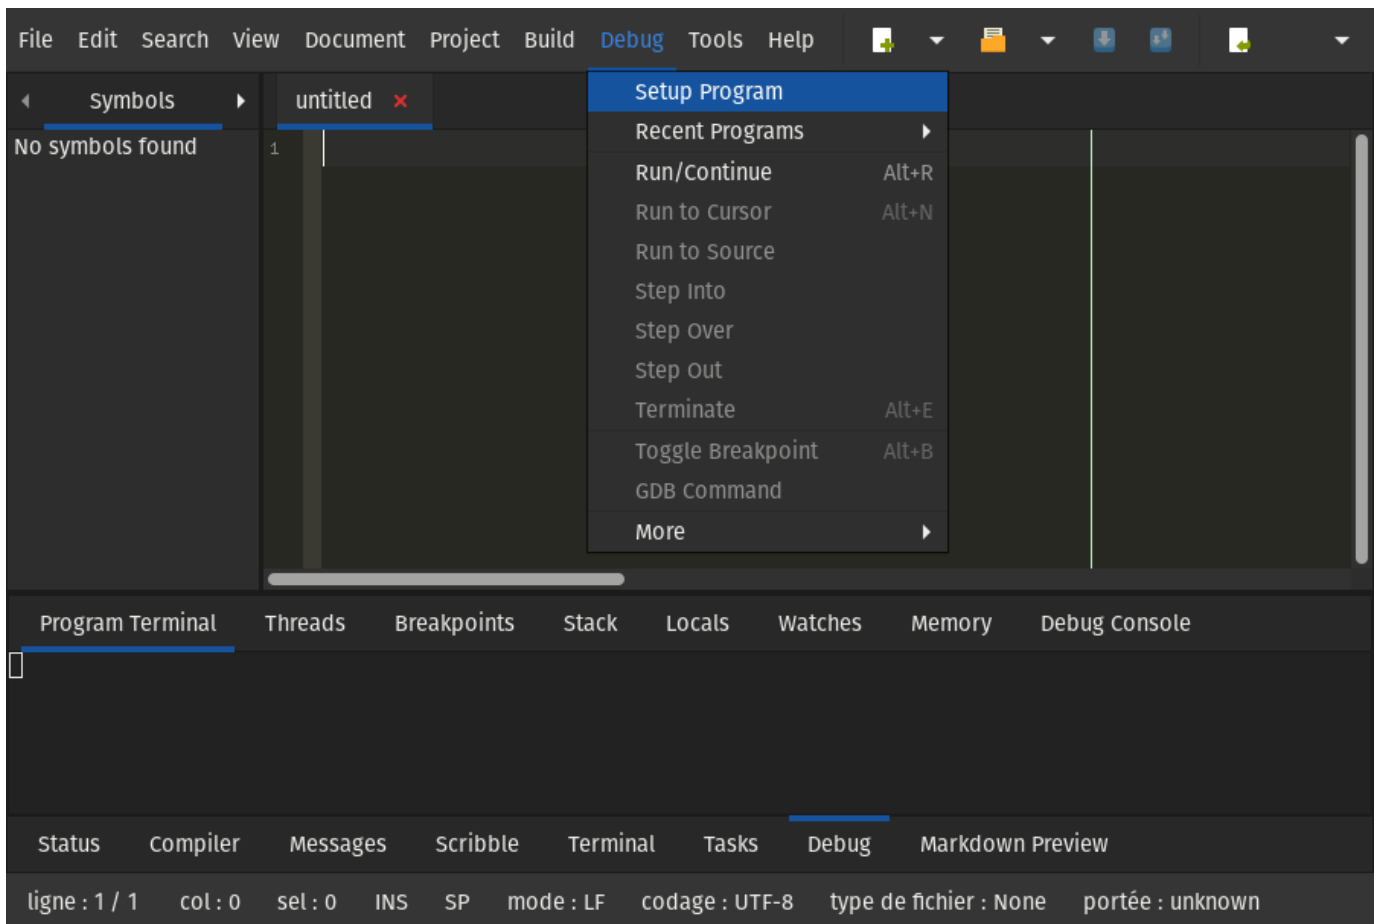 File Edit Search View Document Project Build Debug Tools Help
Symbols untitled
No symbols found
1
Setup Program
Recent Programs
Run/Continue Alt+R
Run to Cursor Alt+N
Run to Source
Step Into
Step Over
Step Out
Terminate Alt+E
Toggle Breakpoint Alt+B
GDB Command
More
Program Terminal Threads Breakpoints Stack Locals Watches Memory Debug Console
Status Compiler Messages Scribble Terminal Tasks Debug Markdown Preview
ligne : 1 / 1 col : 0 sel : 0 INS SP mode : LF codage : UTF-8 type de fichier : None portée : unknown